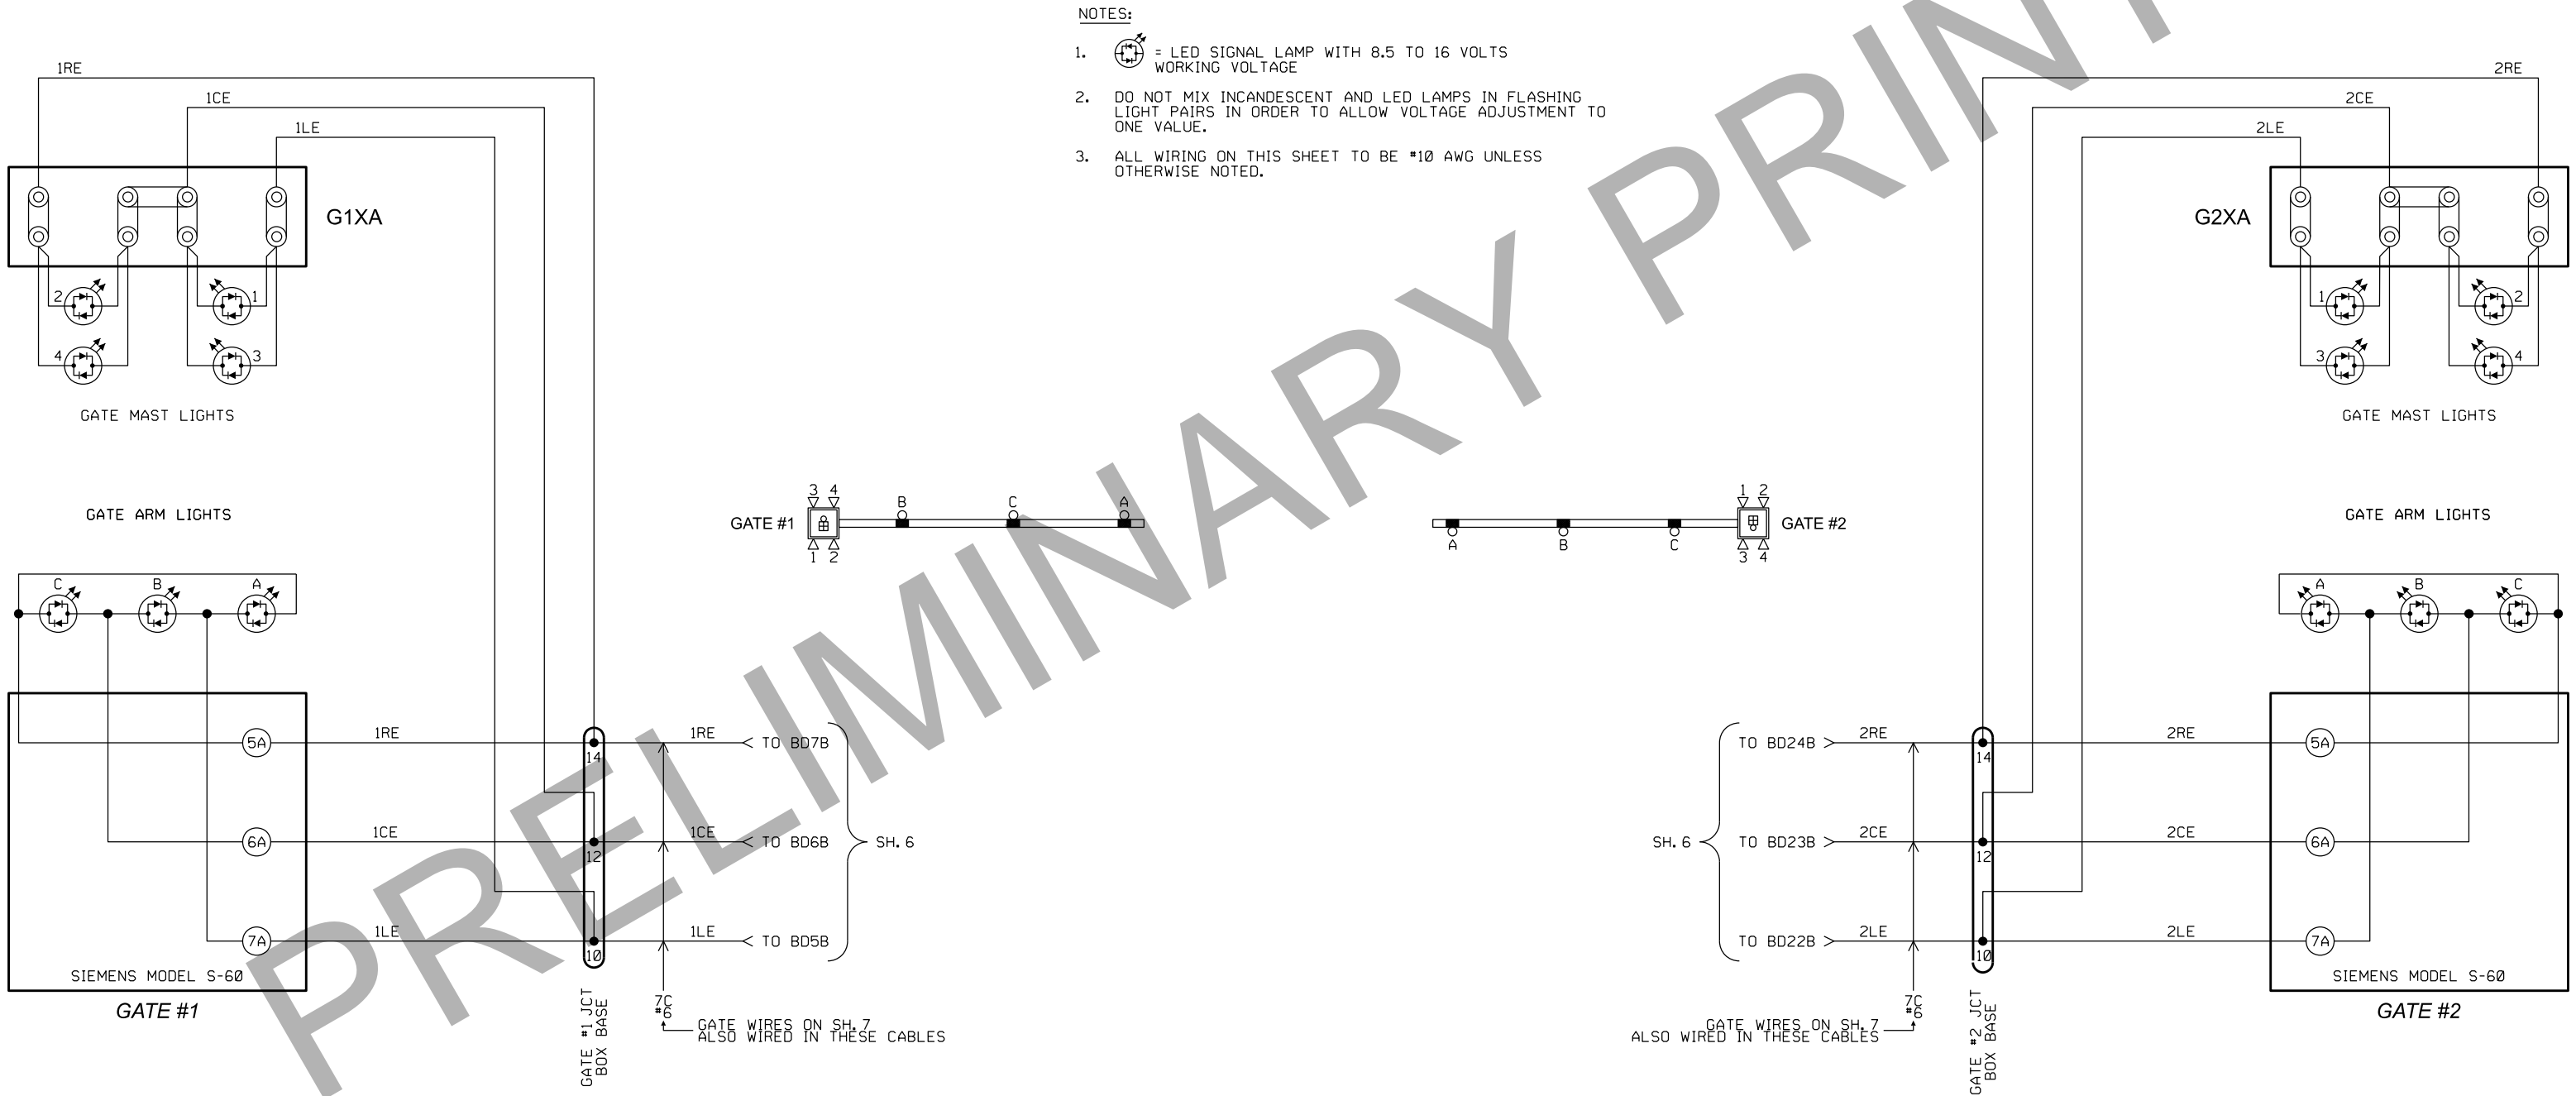 NOTES:
1. = LED SIGNAL LAMP WITH 8.5 TO 16 VOLTS
WORKING VOLTAGE
2. DO NOT MIX INCANDESCENT AND LED LAMPS IN FLASHING
LIGHT PAIRS IN ORDER TO ALLOW VOLTAGE ADJUSTMENT TO
ONE VALUE.
3. ALL WIRING ON THIS SHEET TO BE #10 AWG UNLESS
OTHERWISE NOTED.
PRELIMINARY PRINT
1RE
1CE
1LE
G1XA
2
1
4
3
GATE MAST LIGHTS
GATE ARM LIGHTS
C
B
A
5A
1RE
14
1RE
TO BD7B
6A
1CE
12
1CE
TO BD6B
SH. 6
7A
1LE
10
1LE
TO BD5B
SIEMENS MODEL S-60
GATE #1
GATE #1 JCT
BOX BASE
7C
#6
GATE WIRES ON SH. 7
ALSO WIRED IN THESE CABLES
3 4
B
C
A
GATE #1
1 2
1 2
GATE #2
A
B
C
3 4
2RE
2CE
2LE
G2XA
1
2
3
4
GATE MAST LIGHTS
GATE ARM LIGHTS
A
B
C
TO BD24B
2RE
14
2RE
5A
SH. 6
TO BD23B
2CE
12
2CE
6A
TO BD22B
2LE
10
2LE
7A
SIEMENS MODEL S-60
GATE #2
7C
#6
GATE WIRES ON SH. 7
ALSO WIRED IN THESE CABLES
GATE #2 JCT
BOX BASE